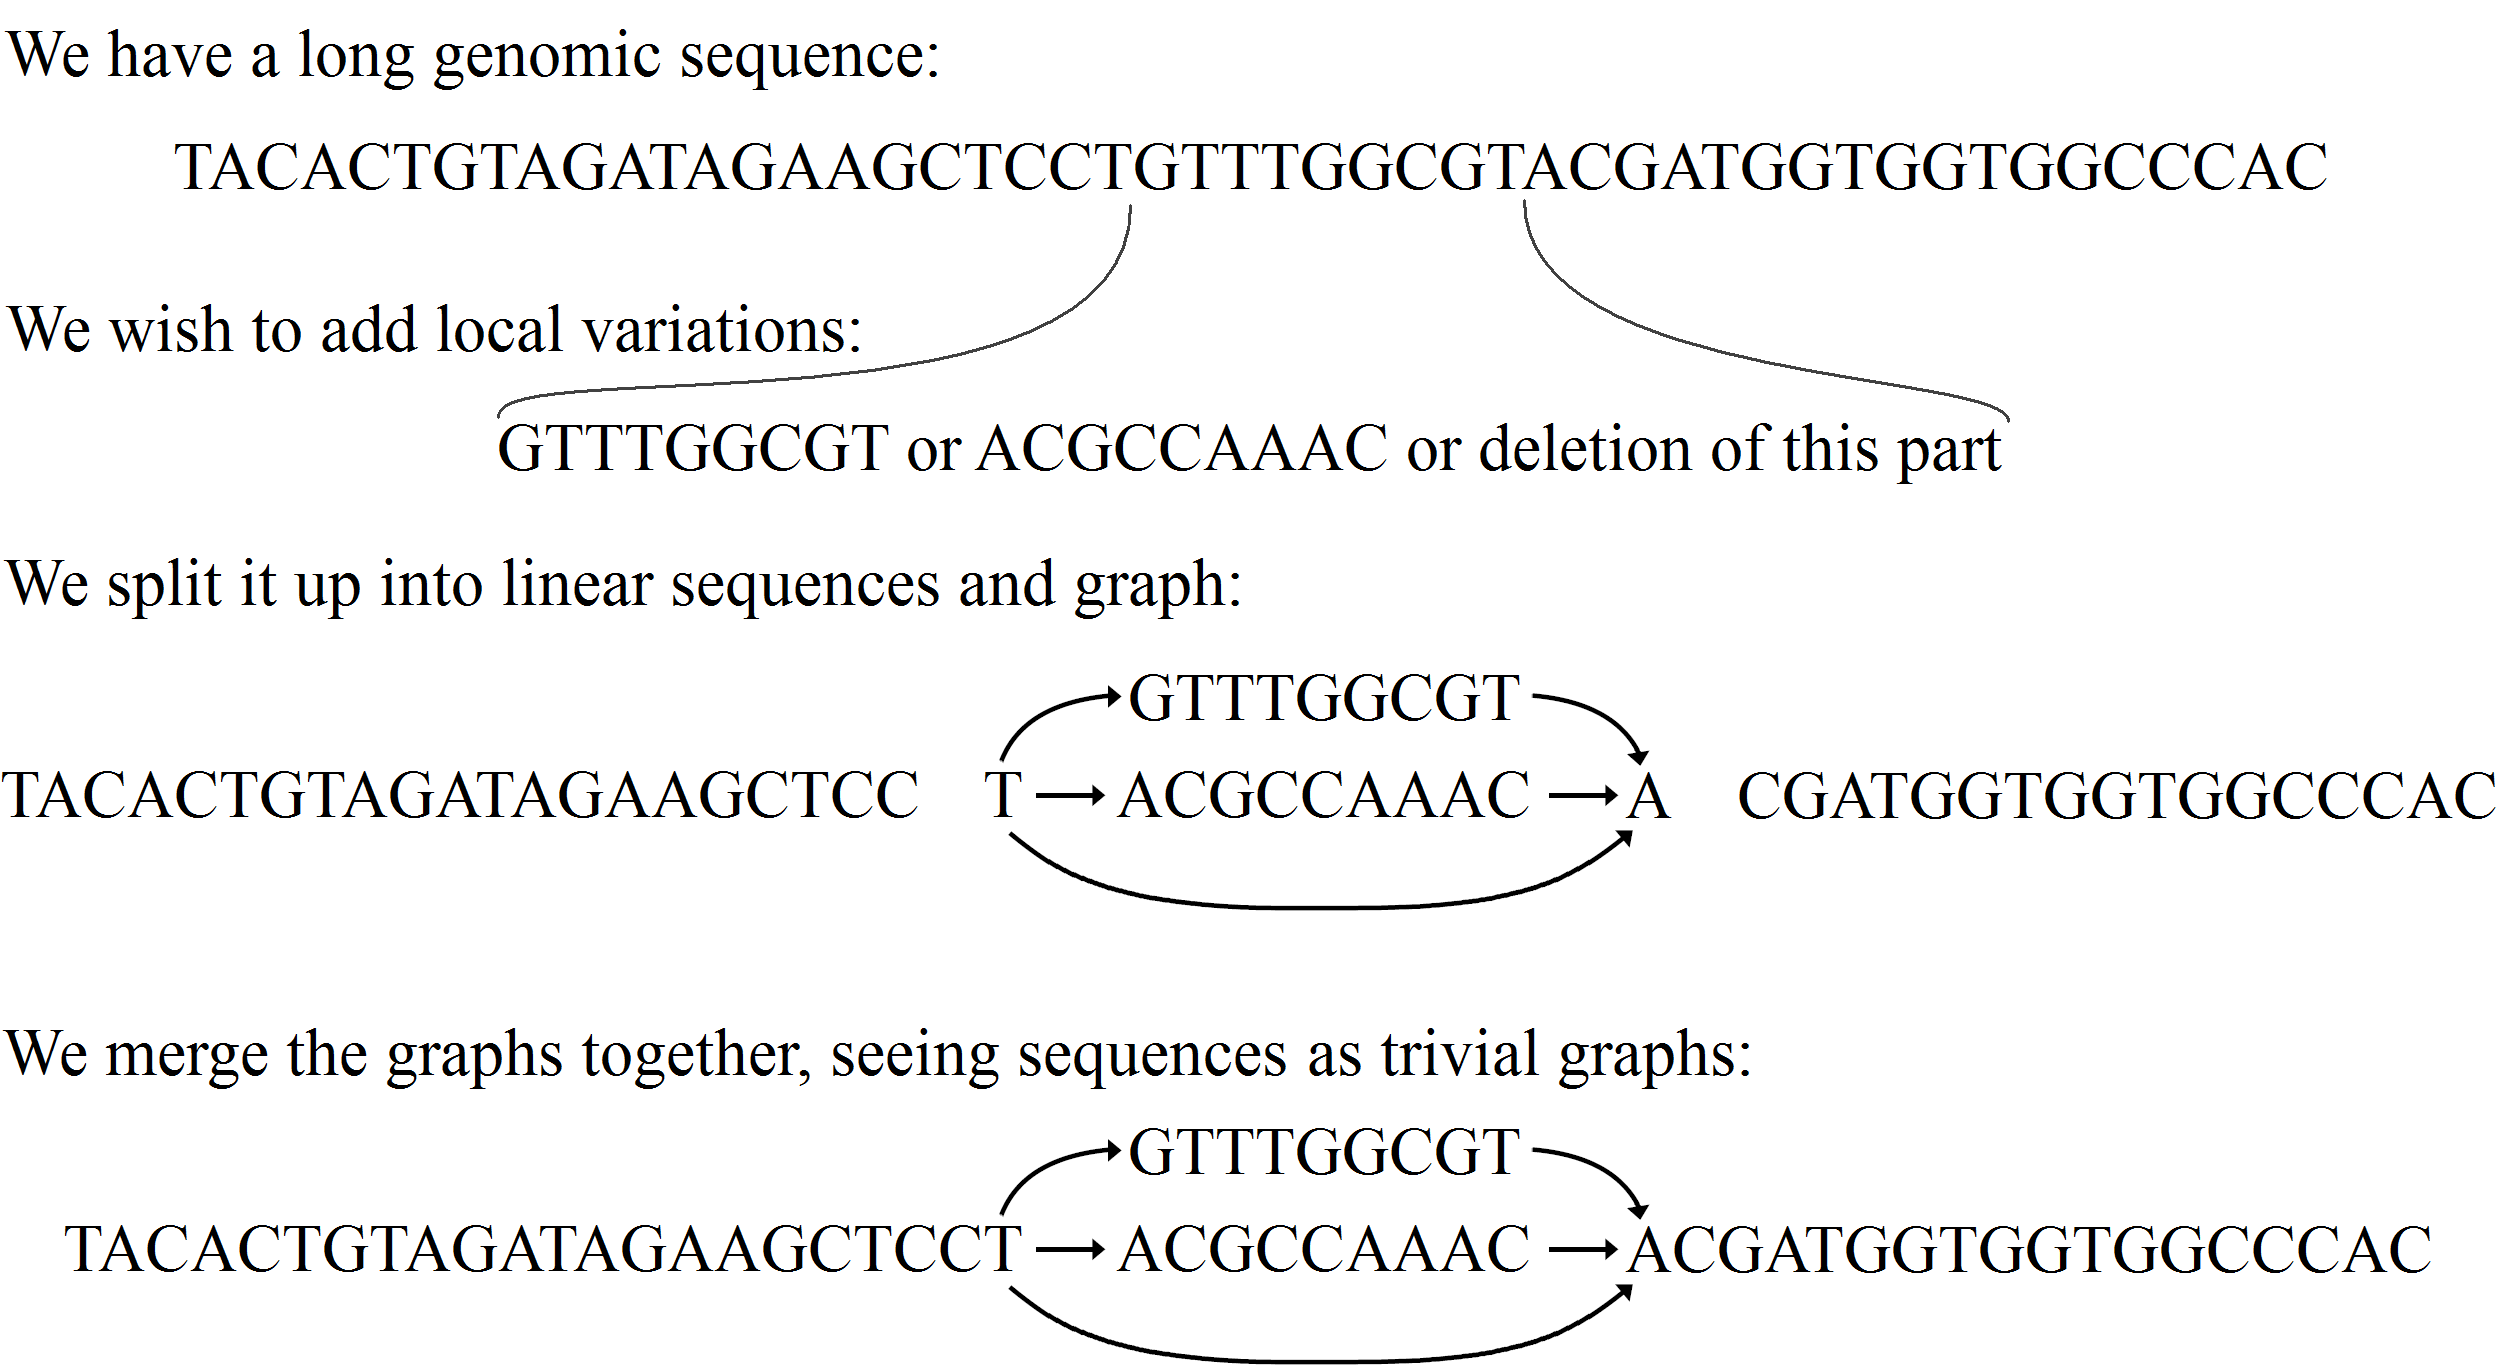 We have a long genomic sequence:
TACACTGTAGATAGAAGCTCCTGTTTGGCGTACGATGGTGGTGGCCCAC
We wish to add local variations:
GTTTGGCGT or ACGCCAAAC or deletion of this part
We split it up into linear sequences and graph:
GTTTGGCGT
TACACTGTAGATAGAAGCTCC T ACGCCAAAC A CGATGGTGGTGGCCCAC
We merge the graphs together, seeing sequences as trivial graphs:
GTTTGGCGT
TACACTGTAGATAGAAGCTCCT ACGCCAAAC ACGATGGTGGTGGCCCAC